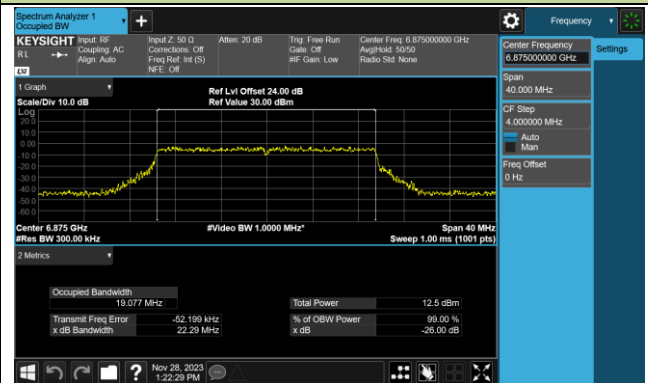 Spectrum Analyzer 1
Occupied BW
Frequency
KEYSIGHT
RL
LXI
Input: RF
Coupling: AC
Align: Auto
Input Z: 50 Ω
Corrections: Off
Freq Ref: Int (S)
NFE: Off
Atten: 20 dB
Trig: Free Run
Gate: Off
#IF Gain: Low
Center Freq: 6.875000000 GHz
Avg|Hold: 50/50
Radio Std: None
Center Frequency
6.875000000 GHz
Settings
Span
40.000 MHz
CF Step
4.000000 MHz
Auto
Man
Freq Offset
0 Hz
1 Graph
Scale/Div 10.0 dB
Ref Lvl Offset 24.00 dB
Ref Value 30.00 dBm
Log
20.0
10.0
0.00
-10.0
-20.0
-30.0
-40.0
-50.0
-60.0
Center 6.875 GHz
#Video BW 1.0000 MHz*
Span 40 MHz
#Res BW 300.00 kHz
Sweep 1.00 ms (1001 pts)
2 Metrics
Occupied Bandwidth
19.077 MHz
Total Power
12.5 dBm
Transmit Freq Error
-52.199 kHz
% of OBW Power
99.00 %
x dB Bandwidth
22.29 MHz
x dB
-26.00 dB
?
Nov 28, 2023
1:22:29 PM